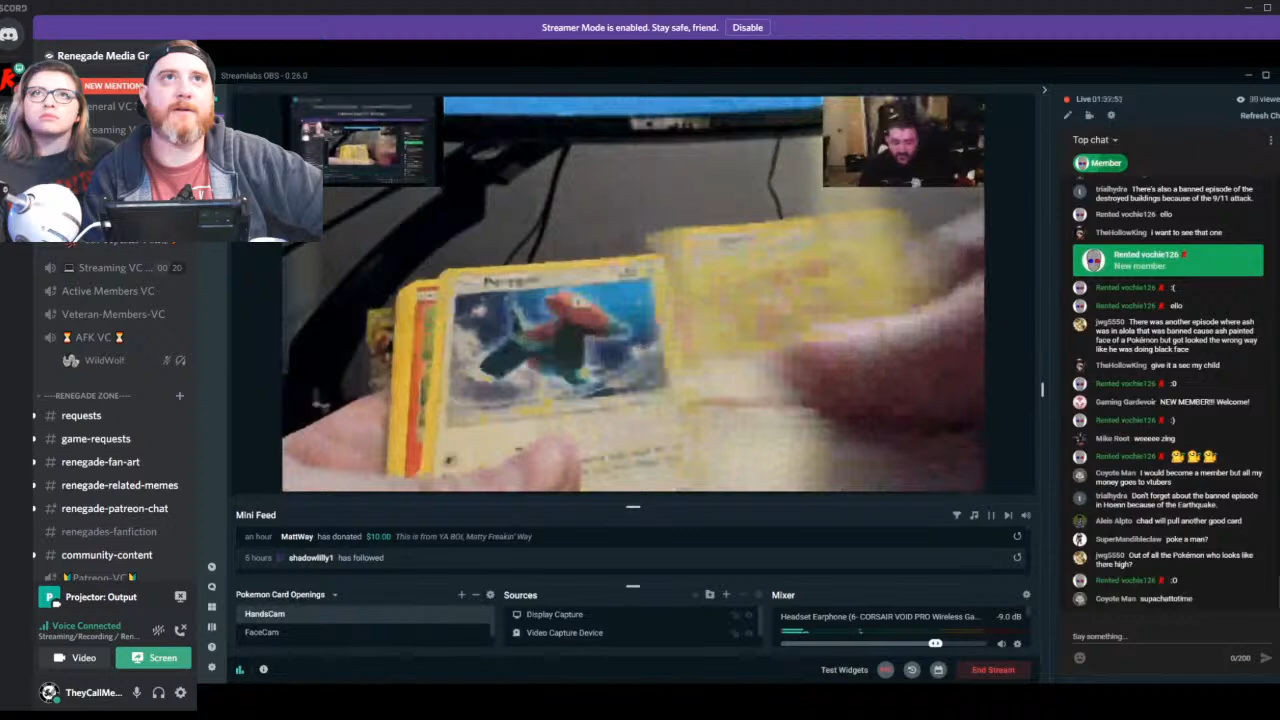 SCORD
Streamer Mode is enabled. Stay safe, friend.
Disable
Renegade Media Gr
NEW MENTION
General VC
Streaming VC ... 00 20
Active Members VC
Veteran-Members-VC
AFK VC
WildWolf
----RENEGADE ZONE----
requests
game-requests
renegade-fan-art
renegade-related-memes
renegade-patreon-chat
renegades-fanfiction
community-content
Patreon-VC
P
Projector: Output
Voice Connected
Streaming/Recording / Ren...
Video
Screen
TheyCallMe...
Streamlabs OBS - 0.26.0
Mini Feed
an hour MattWay has donated $10.00 This is from YA BOI, Matty Freakin' Way
5 hours shadowlilly1 has followed
Pokemon Card Openings
HandsCam
FaceCam
Sources
Display Capture
Video Capture Device
Mixer
Headset Earphone (6- CORSAIR VOID PRO Wireless Ga... -9.0 dB
Test Widgets
End Stream
Live
Refresh Ch
Top chat
Member
trialhydra There's also a banned episode of the
destroyed buildings because of the 9/11 attack.
Rented vochie126 ello
TheHollowKing i want to see that one
Rented vochie126
New member
Rented vochie126 :(
Rented vochie126 ello
jwg5550 There was another episode where ash
was in alola that was banned cause ash painted
face of a Pokémon but got looked the wrong way
like he was doing black face
TheHollowKing give it a sec my child
Rented vochie126 :0
Gaming Gardevoir NEW MEMBER!!! Welcome!
Rented vochie126 :)
Mike Root weeeee zing
Rented vochie126
Coyote Man I would become a member but all my
money goes to vtubers
trialhydra Don't forget about the banned episode
in Hoenn because of the Earthquake.
Aleis Alpto chad will pull another good card
SuperMandibleclaw poke a man?
jwg5550 Out of all the Pokémon who looks like
there high?
Rented vochie126 :O
Coyote Man supachattotime
Say something...
0/200